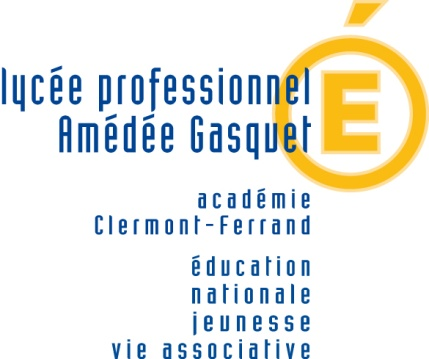 lycée professionnel
Amédée Gasquet
É
académie
Clermont-Ferrand
éducation
nationale
jeunesse
vie associative